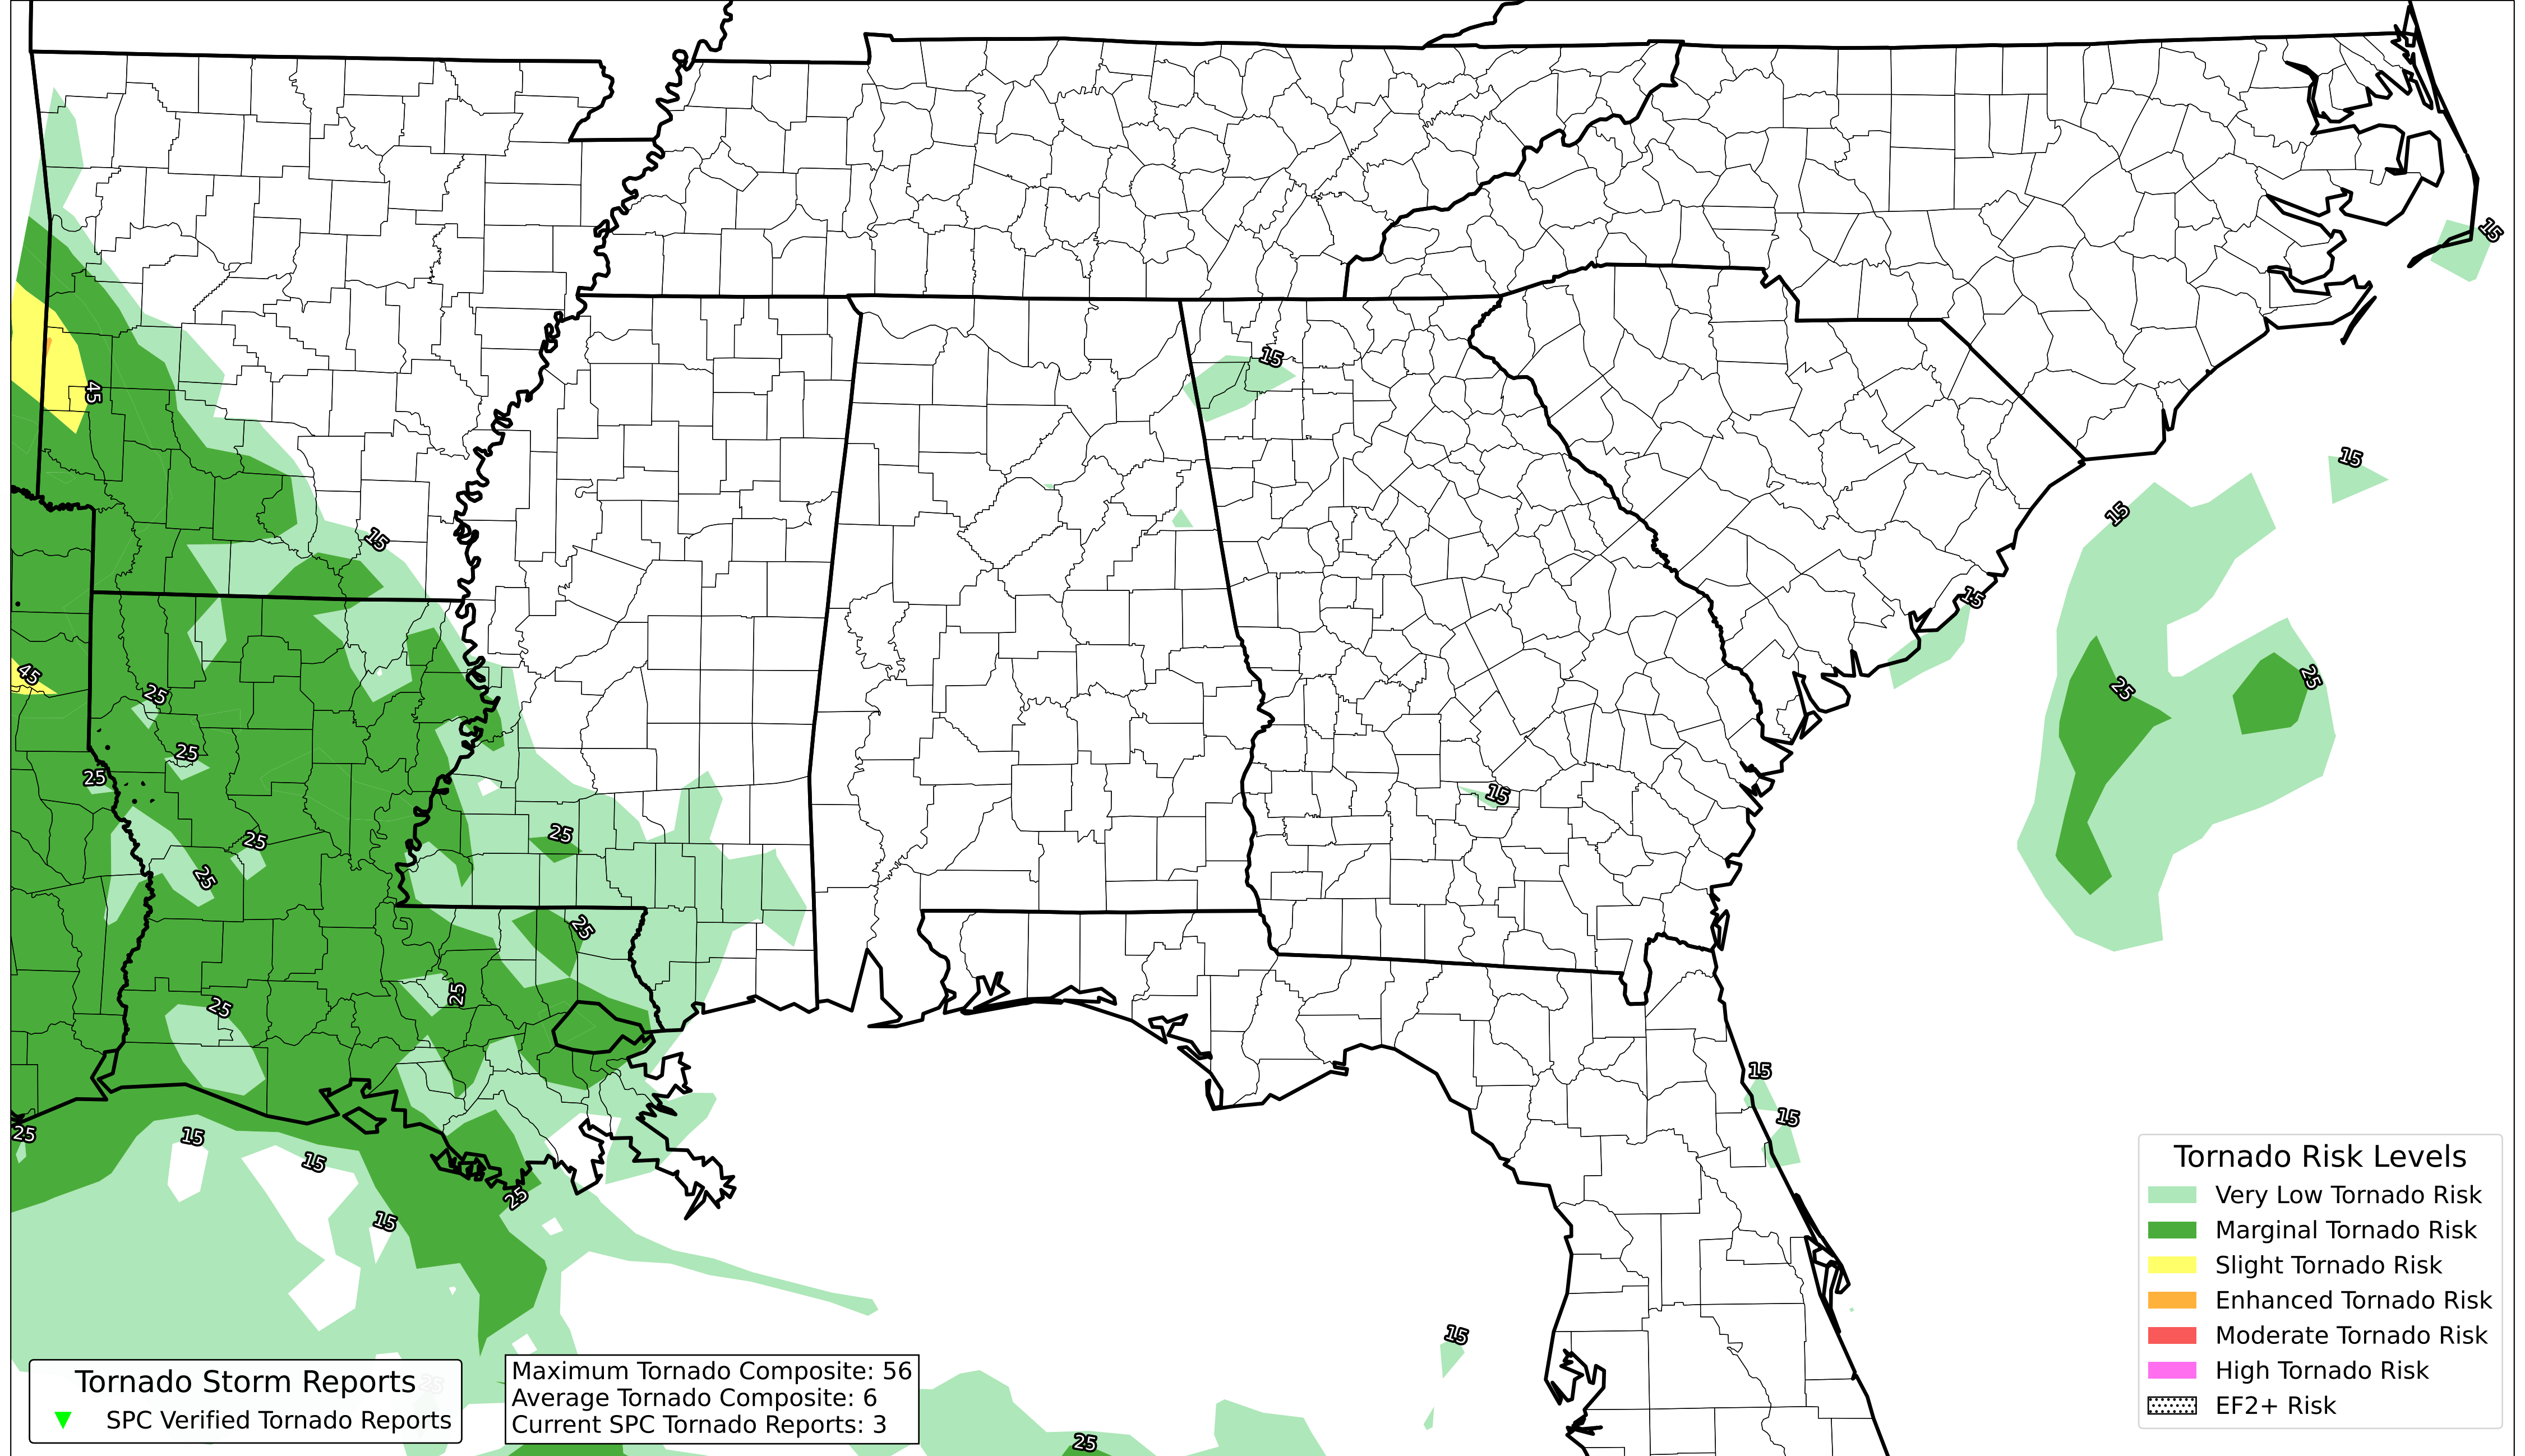 15
15
45
15
15
15
15
45
25
25
25
25
25
25
15
25
25
25
25
25
25
15
15
25
15
15
15
25
15
25
25
Tornado Risk Levels
Very Low Tornado Risk
Marginal Tornado Risk
Slight Tornado Risk
Enhanced Tornado Risk
Moderate Tornado Risk
High Tornado Risk
EF2+ Risk
Tornado Storm Reports
SPC Verified Tornado Reports
Maximum Tornado Composite: 56
Average Tornado Composite: 6
Current SPC Tornado Reports: 3